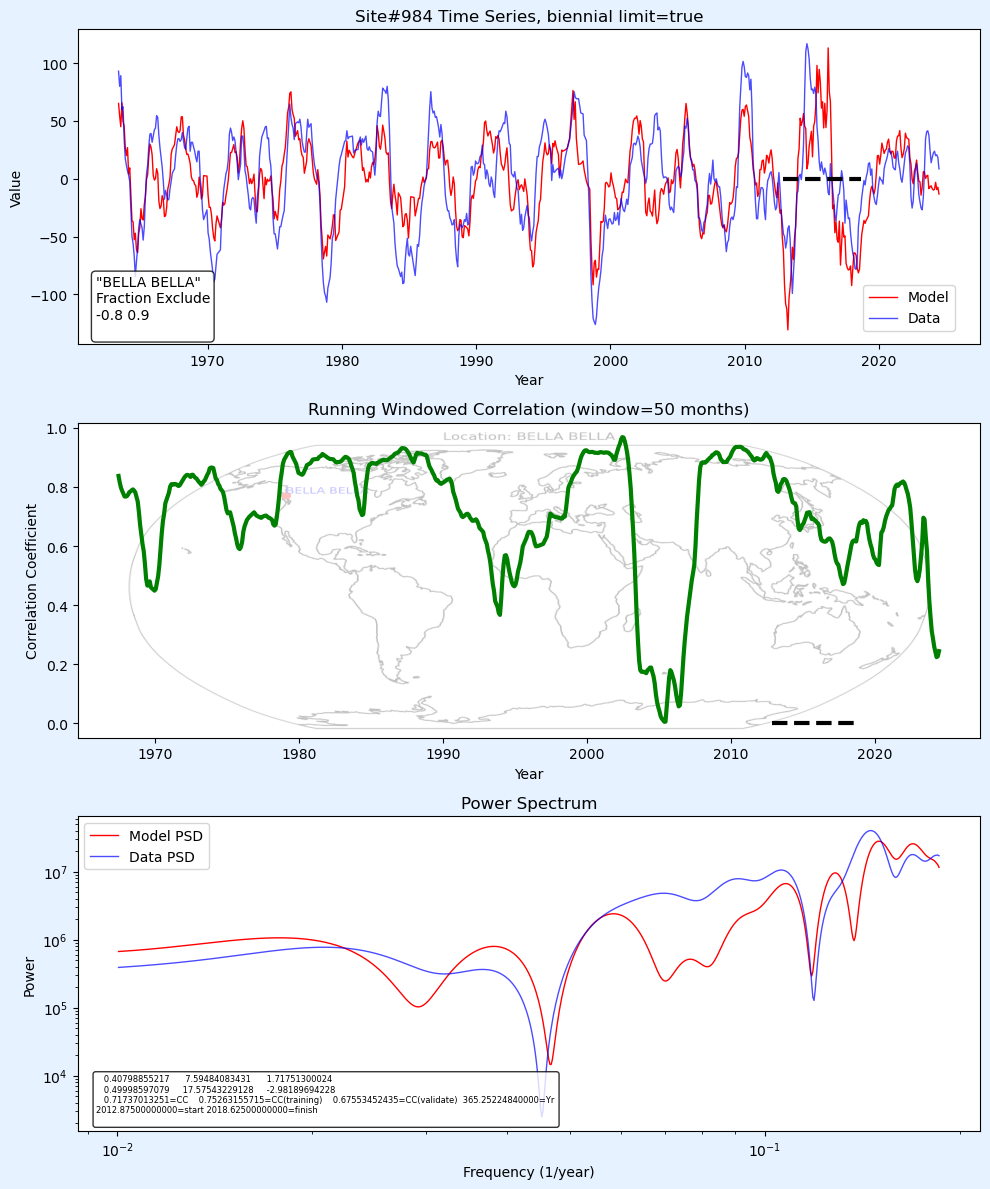 Site#984 Time Series, biennial limit=true
Value
100
50
0
−50
−100
"BELLA BELLA"
Fraction Exclude
-0.8 0.9
Model
Data
1970
1980
1990
2000
2010
2020
Year
Running Windowed Correlation (window=50 months)
Location: BELLA BELLA
BELLA BELLA
Correlation Coefficient
1.0
0.8
0.6
0.4
0.2
0.0
1970
1980
1990
2000
2010
2020
Year
Power Spectrum
Model PSD
Data PSD
Power
10^7
10^6
10^5
10^4
0.40798855217 7.59484083431 1.71751300024
0.49998597079 17.57543229128 -2.98189694228
0.71737013251=CC 0.75263155715=CC(training) 0.67553452435=CC(validate) 365.25224840000=Yr
2012.87500000000=start 2018.62500000000=finish
10^−2
10^−1
Frequency (1/year)